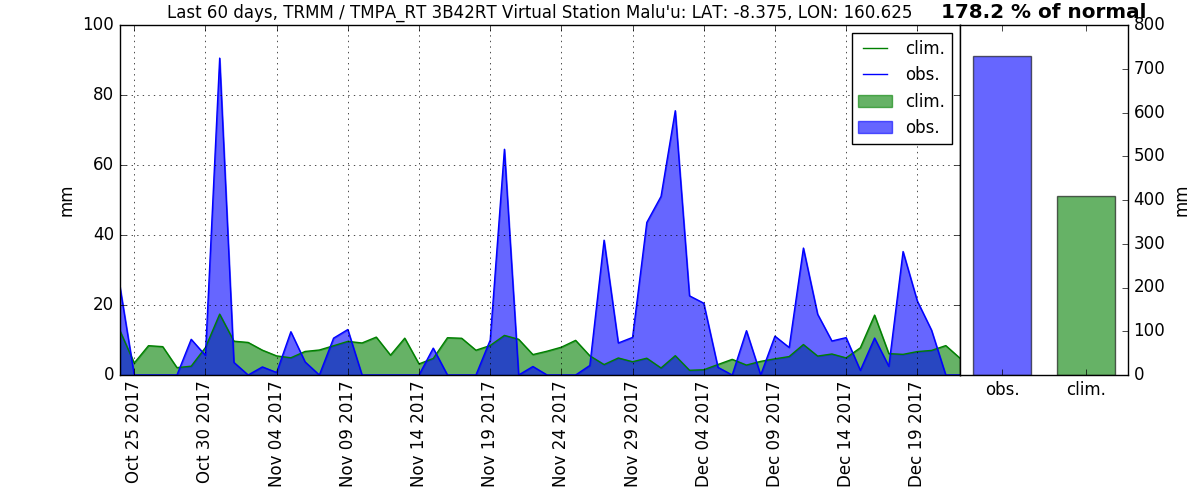 Last 60 days, TRMM / TMPA_RT 3B42RT Virtual Station Malu'u: LAT: -8.375, LON: 160.625
178.2 % of normal
100
80
60
40
20
0
mm
clim.
obs.
clim.
obs.
Oct 25 2017
Oct 30 2017
Nov 04 2017
Nov 09 2017
Nov 14 2017
Nov 19 2017
Nov 24 2017
Nov 29 2017
Dec 04 2017
Dec 09 2017
Dec 14 2017
Dec 19 2017
800
700
600
500
400
300
200
100
0
mm
obs.
clim.